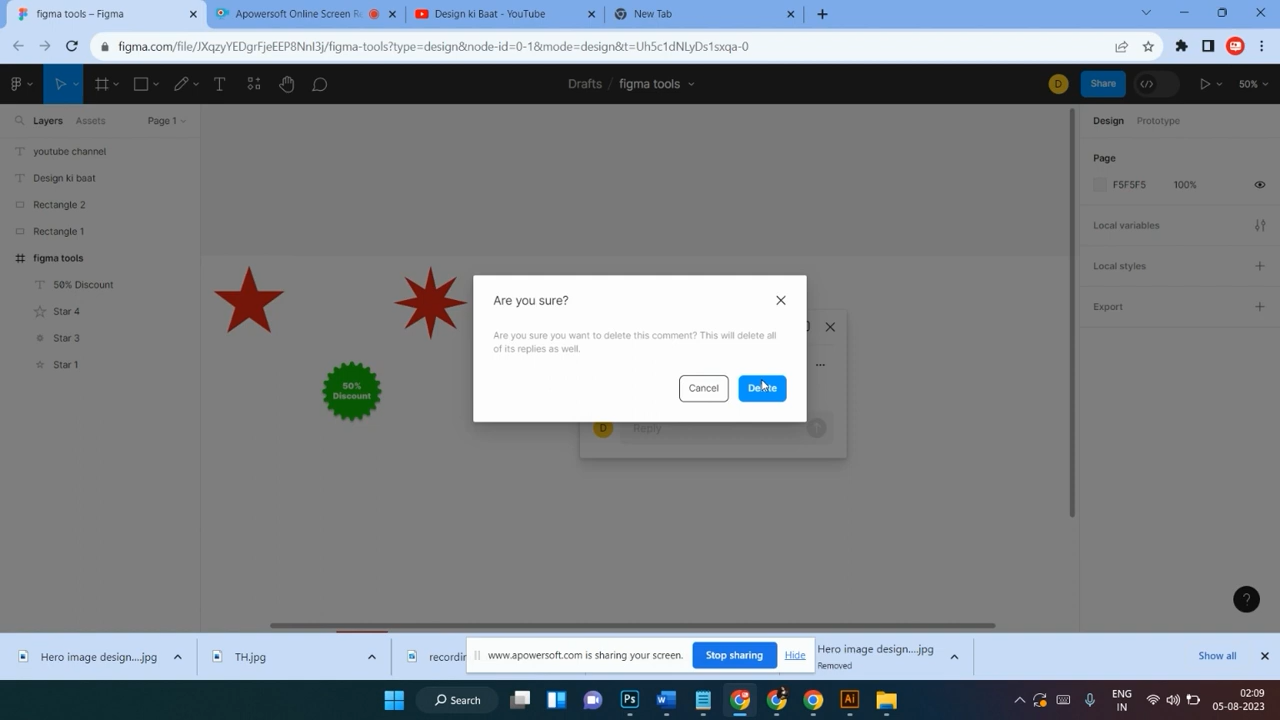 figma tools – Figma
Apowersoft Online Screen R
Design ki Baat - YouTube
New Tab
figma.com/file/JXqzyYEDgrFjeEEP8NnI3j/figma-tools?type=design&node-id=0-1&mode=design&t=Uh5c1dNLyDs1sxqa-0
Drafts / figma tools
D
Share
50%
Layers
Assets
Page 1
Design
Prototype
youtube channel
Design ki baat
Rectangle 2
Rectangle 1
figma tools
50% Discount
Star 4
Star 3
Star 1
Page
F5F5F5
100%
Local variables
Local styles
Export
50%
Discount
Are you sure?
Are you sure you want to delete this comment? This will delete all
of its replies as well.
Cancel
Delete
D
Reply
?
Hero image design....jpg
TH.jpg
recordin
www.apowersoft.com is sharing your screen.
Stop sharing
Hide
Hero image design....jpg
Removed
Show all
Search
Ps
Ai
ENG
IN
02:09
05-08-2023